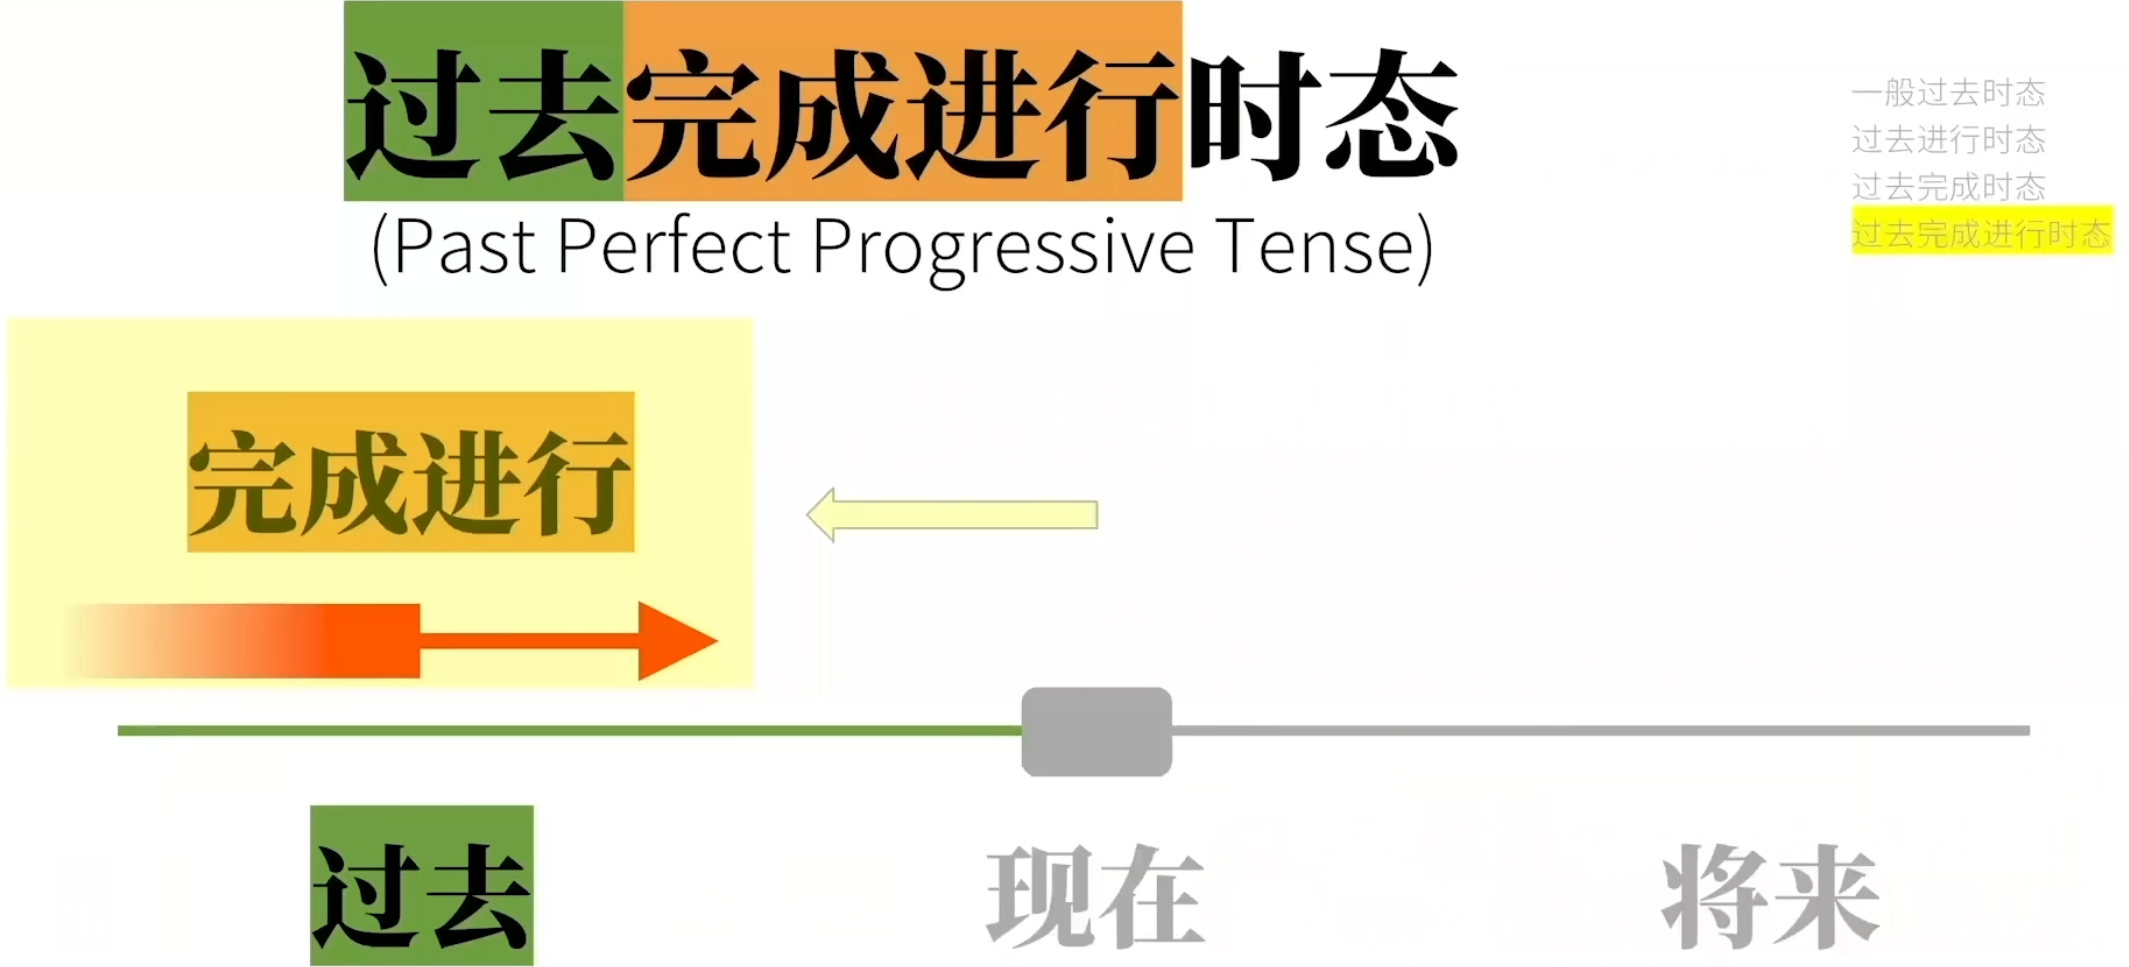 过去完成进行时态
(Past Perfect Progressive Tense)
一般过去时态
过去进行时态
过去完成时态
过去完成进行时态
完成进行
过去
现在
将来